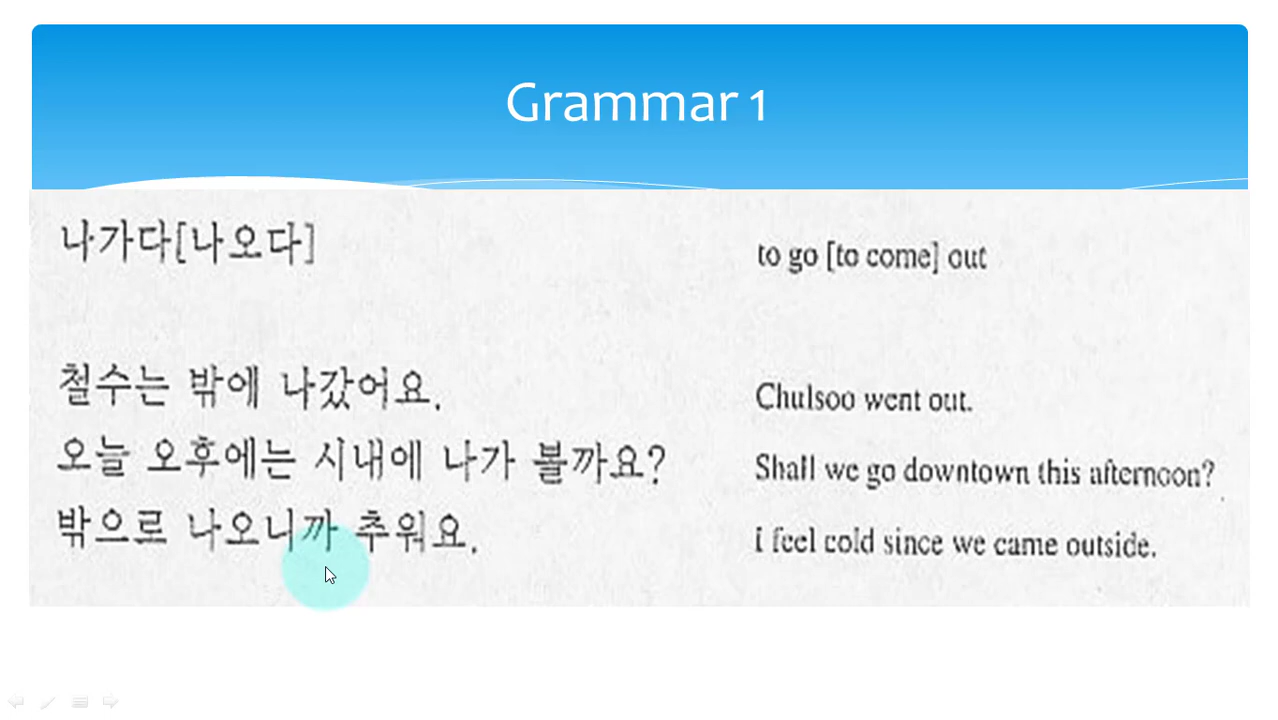 Grammar 1
나가다[나오다]
to go [to come] out
철수는 밖에 나갔어요.
Chulsoo went out.
오늘 오후에는 시내에 나가 볼까요?
Shall we go downtown this afternoon?
밖으로 나오니까 추워요.
I feel cold since we came outside.